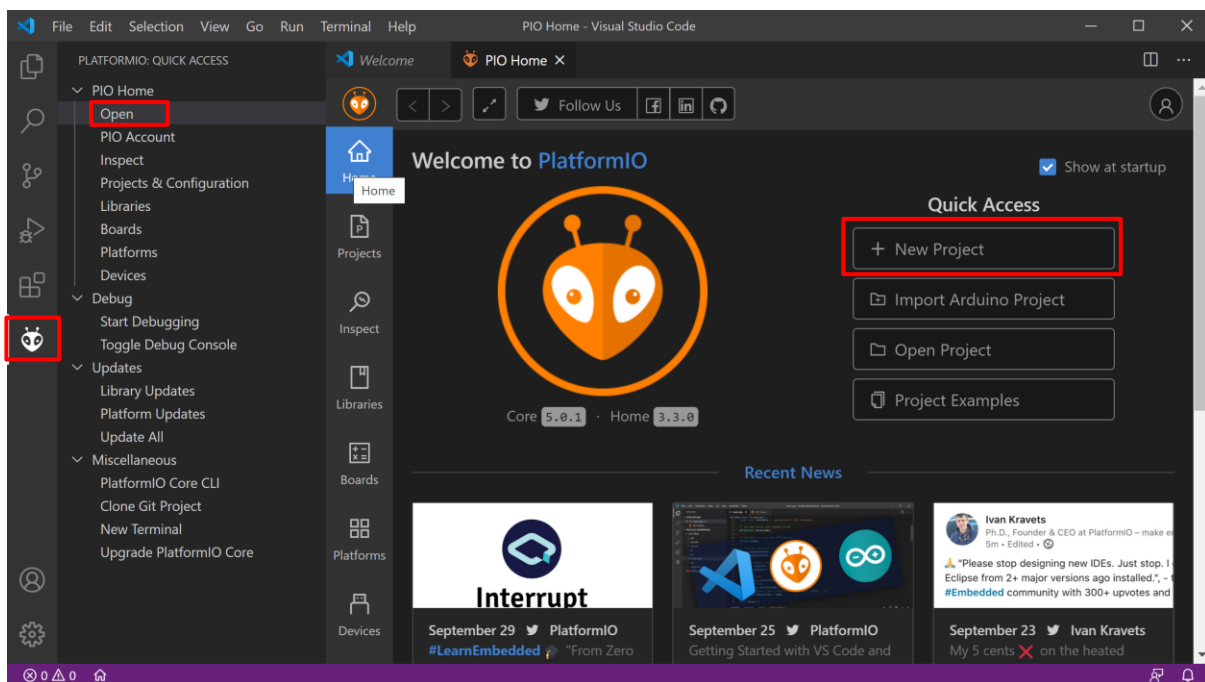 File Edit Selection View Go Run Terminal Help PIO Home - Visual Studio Code
PLATFORMIO: QUICK ACCESS
PIO Home
Open
PIO Account
Inspect
Projects & Configuration
Libraries
Boards
Platforms
Devices
Debug
Start Debugging
Toggle Debug Console
Updates
Library Updates
Platform Updates
Update All
Miscellaneous
PlatformIO Core CLI
Clone Git Project
New Terminal
Upgrade PlatformIO Core
Welcome PIO Home
Follow Us
Home
Home
Projects
Inspect
Libraries
Boards
Platforms
Devices
Welcome to PlatformIO
Show at startup
Quick Access
New Project
Import Arduino Project
Open Project
Project Examples
Core 5.0.1 · Home 3.3.0
Recent News
Interrupt
September 29 PlatformIO
#LearnEmbedded "From Zero
September 25 PlatformIO
Getting Started with VS Code and
Ivan Kravets
Ph.D., Founder & CEO at PlatformIO – make
5m • Edited •
"Please stop designing new IDEs. Just stop. I
Eclipse from 2+ major versions ago installed.", -
#Embedded community with 300+ upvotes and
September 23 Ivan Kravets
My 5 cents ❌ on the heated
0 0